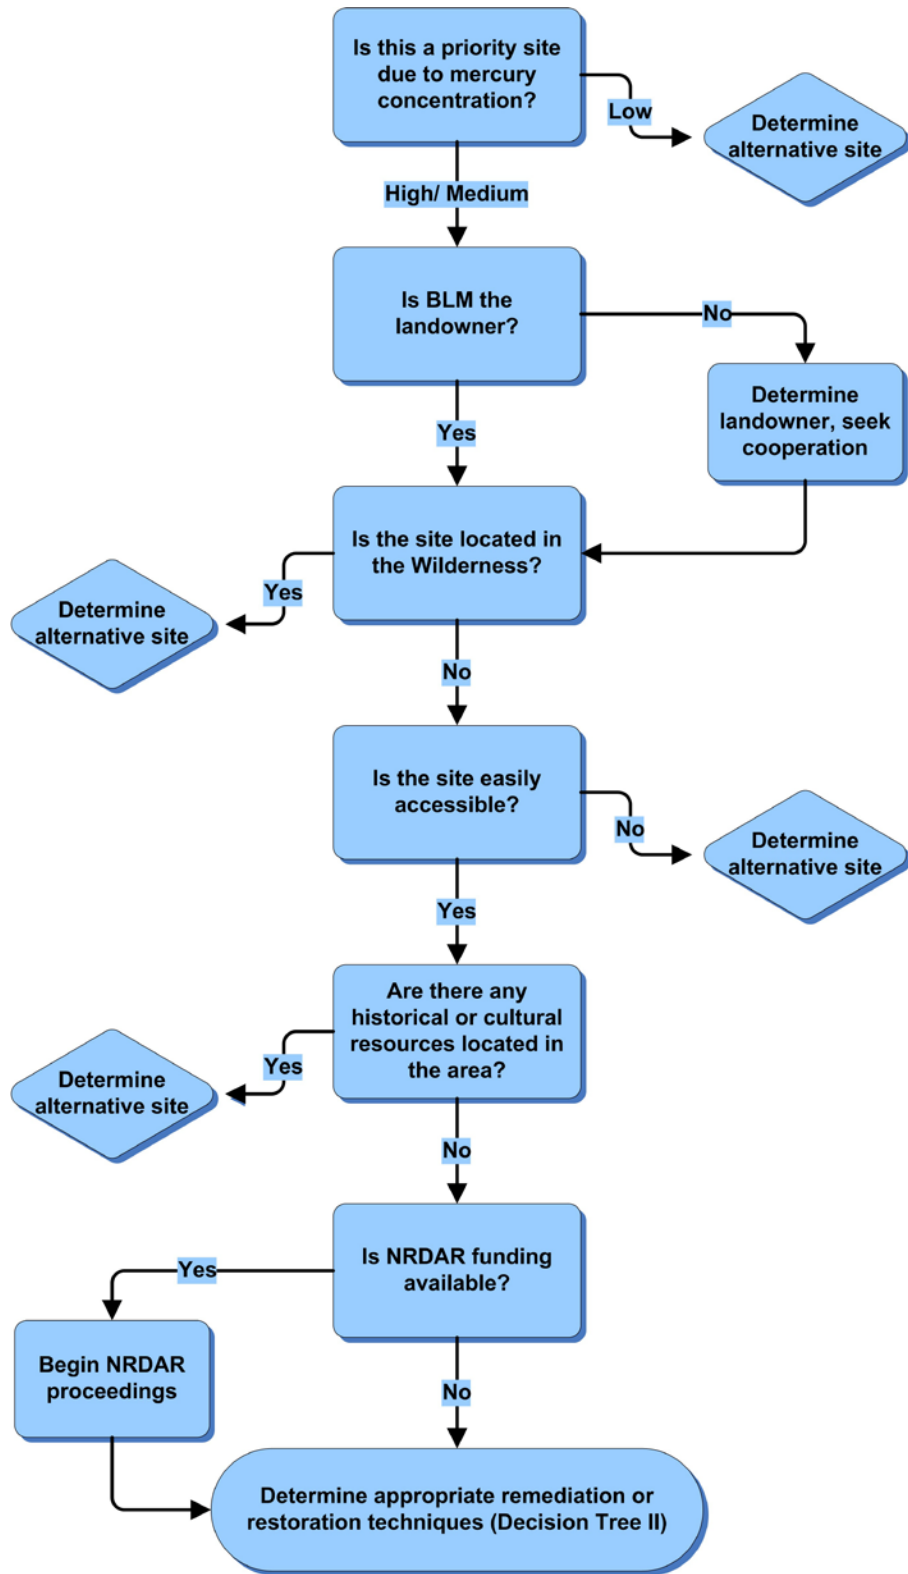 Is this a priority site
due to mercury
concentration?
Low
Determine
alternative site
High/ Medium
Is BLM the
landowner?
No
Determine
landowner, seek
cooperation
Yes
Is the site located in
the Wilderness?
Yes
Determine
alternative site
No
Is the site easily
accessible?
No
Determine
alternative site
Yes
Are there any
historical or cultural
resources located in
the area?
Yes
Determine
alternative site
No
Is NRDAR funding
available?
Yes
Begin NRDAR
proceedings
No
Determine appropriate remediation or
restoration techniques (Decision Tree II)